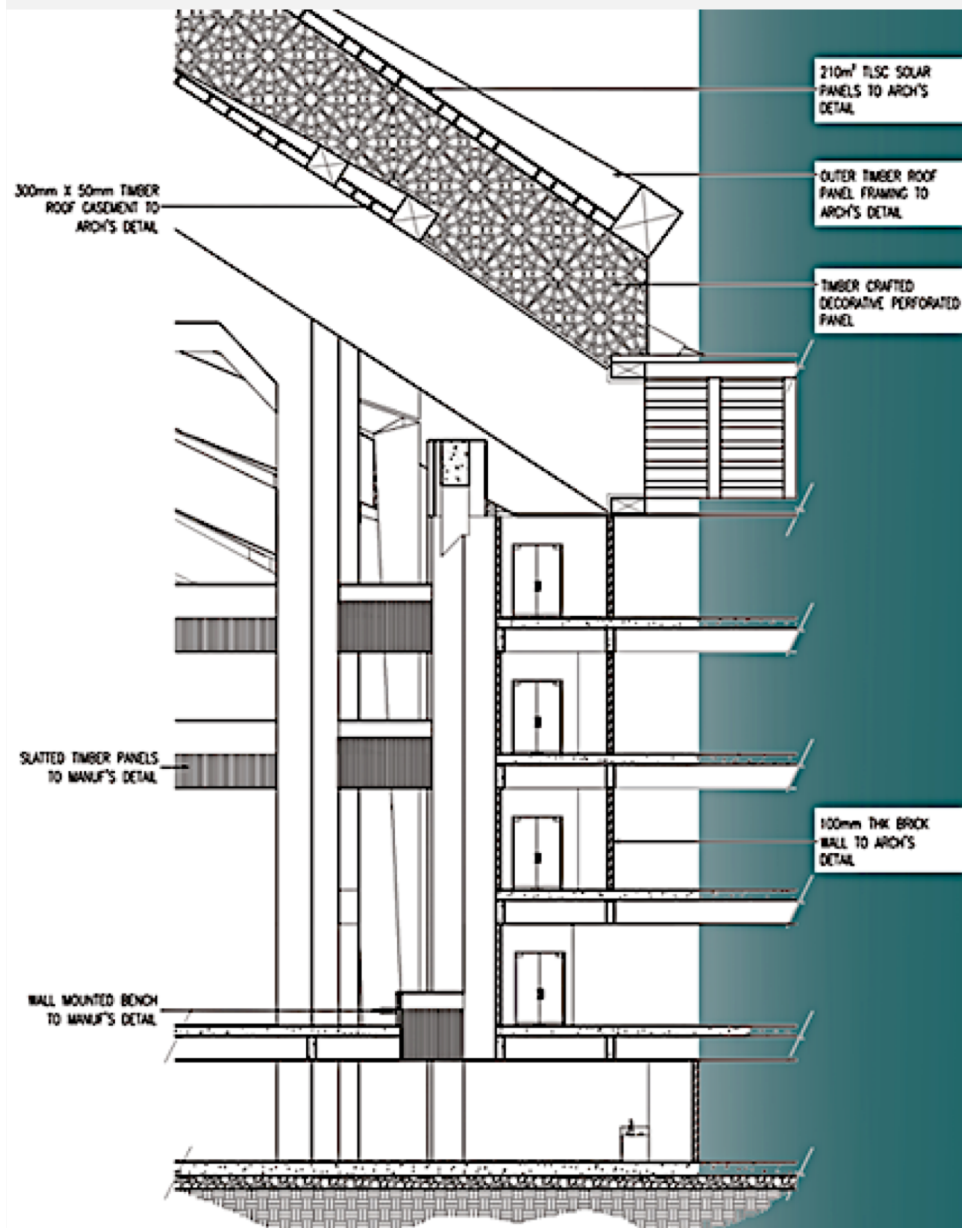 210m² TLSC SOLAR
PANELS TO ARCH'S
DETAIL
300mm X 50mm TIMBER
ROOF CASEMENT TO
ARCH'S DETAIL
OUTER TIMBER ROOF
PANEL FRAMING TO
ARCH'S DETAIL
TIMBER CRAFTED
DECORATIVE PERFORATED
PANEL
SLATTED TIMBER PANELS
TO MANUF'S DETAIL
100mm THK BRICK
WALL TO ARCH'S
DETAIL
WALL MOUNTED BENCH
TO MANUF'S DETAIL